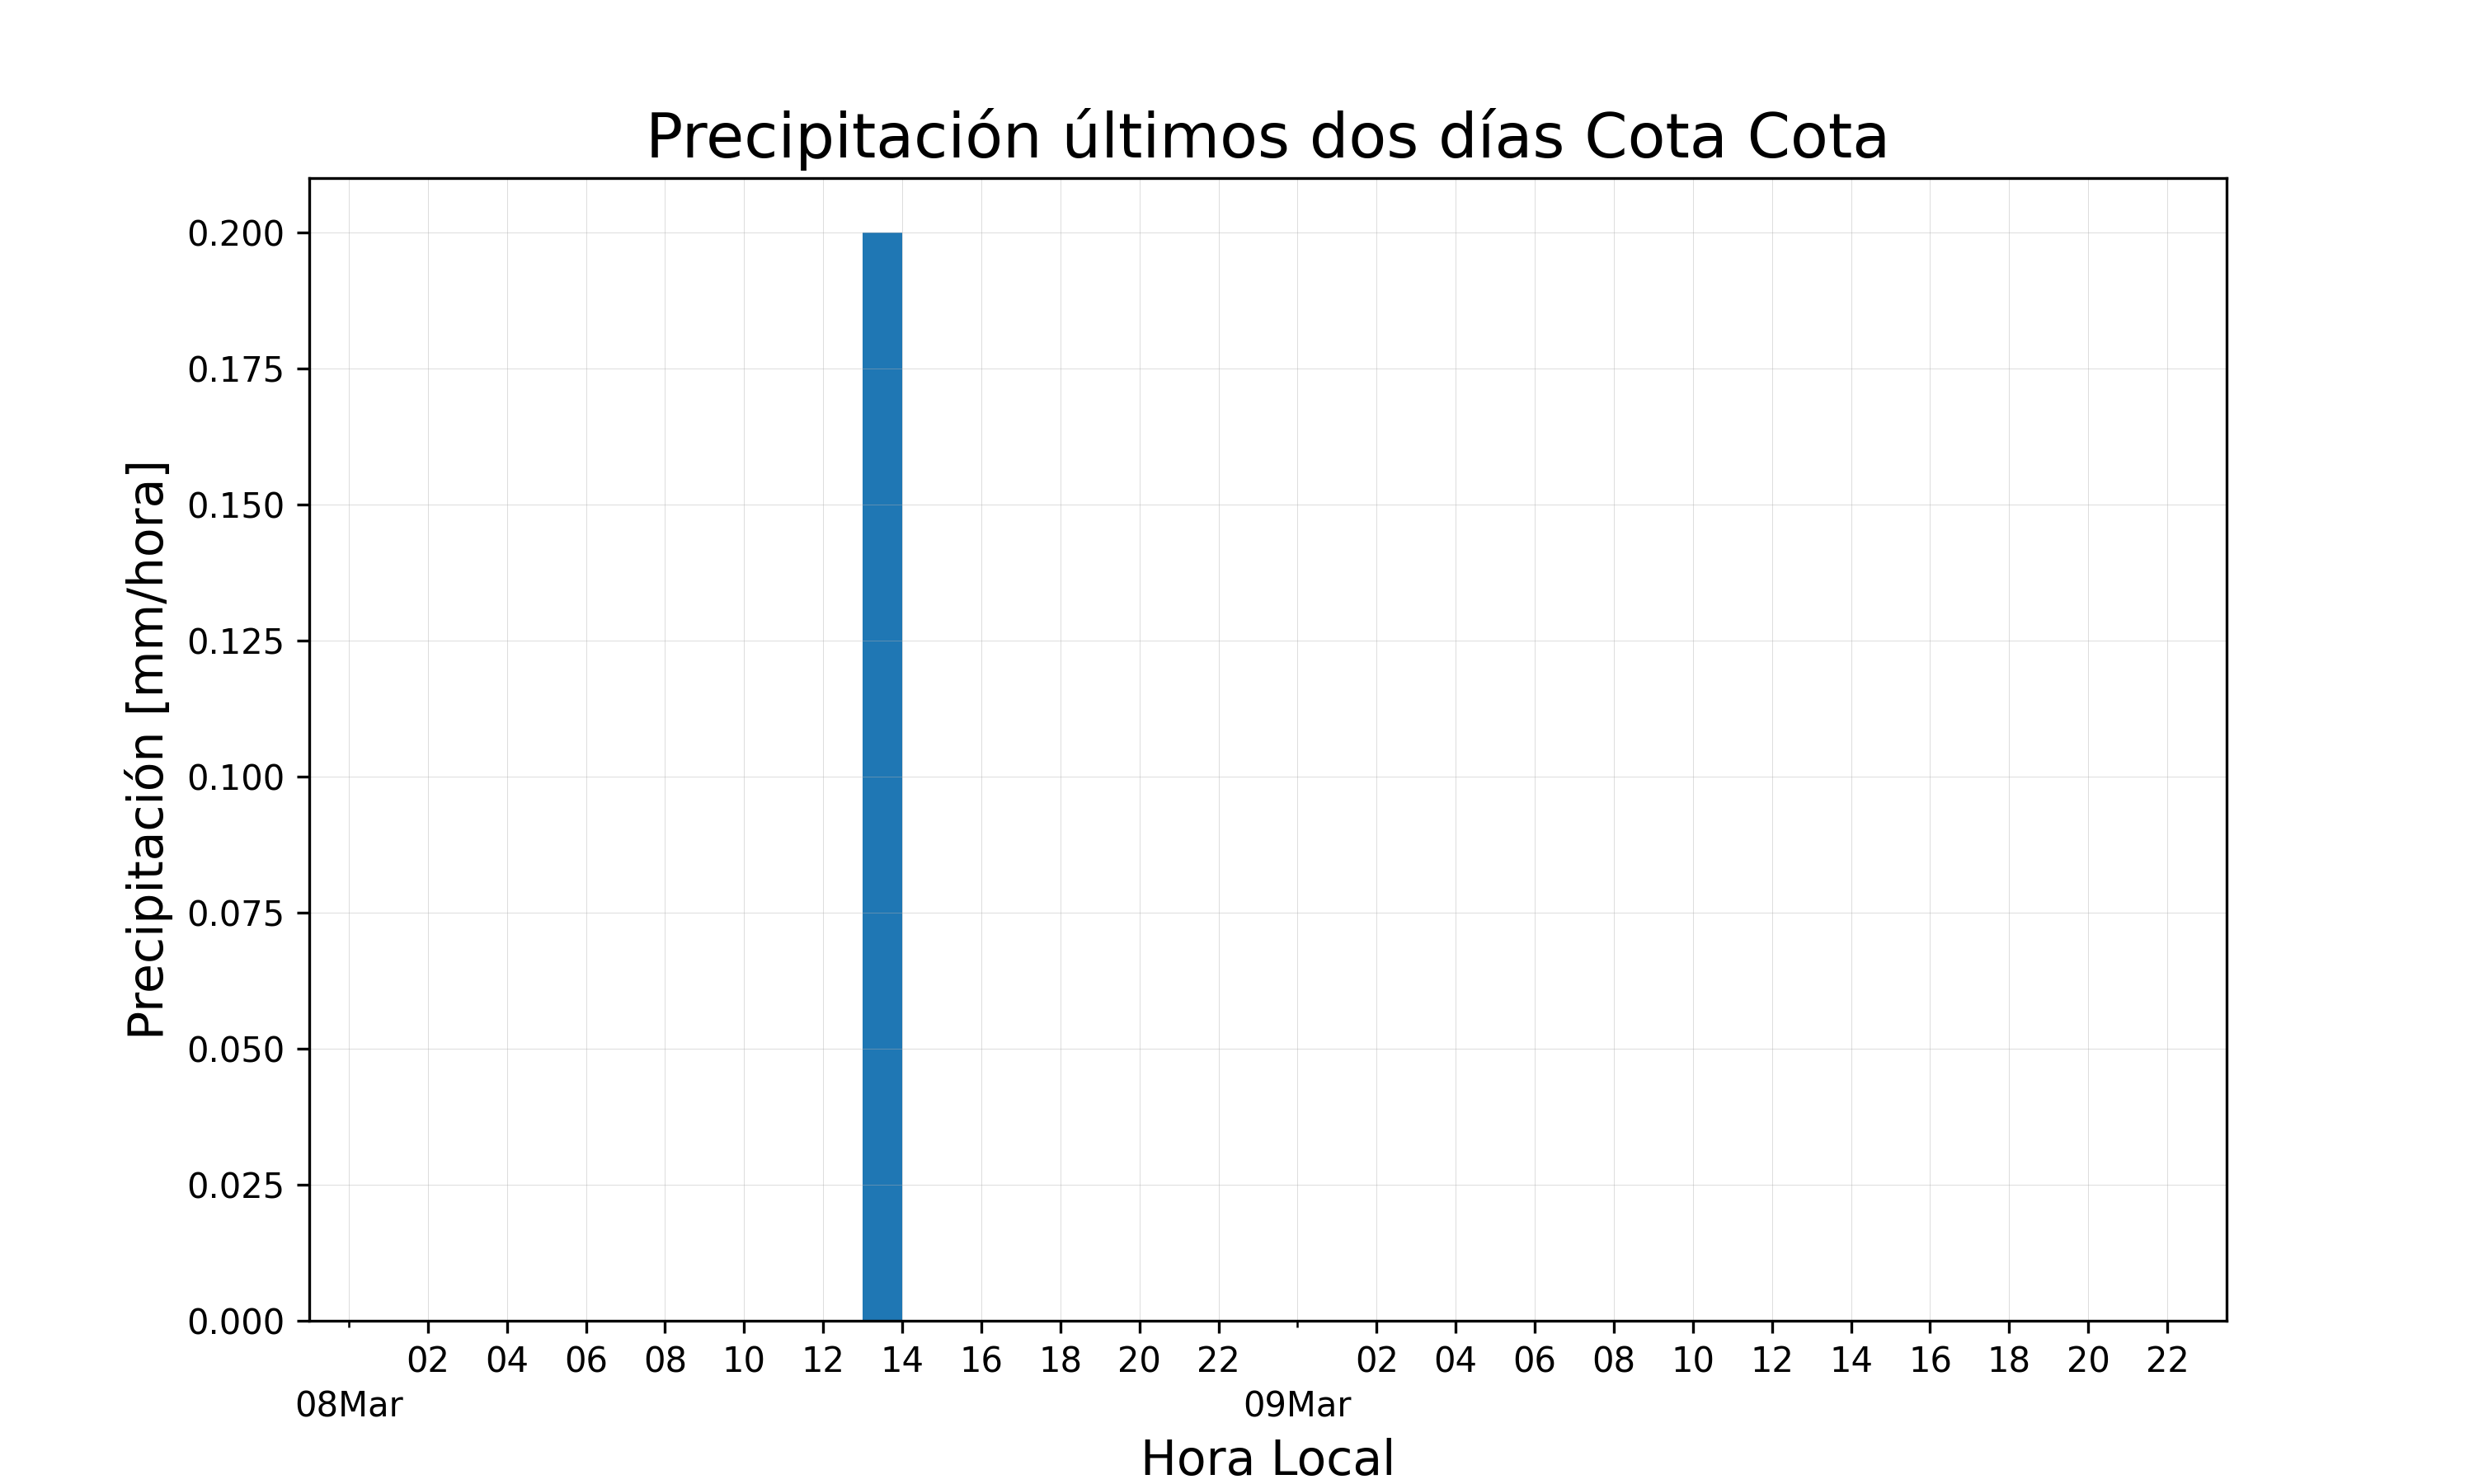 Precipitación últimos dos días Cota Cota
Precipitación [mm/hora]
0.200
0.175
0.150
0.125
0.100
0.075
0.050
0.025
0.000
02 04 06 08 10 12 14 16 18 20 22 02 04 06 08 10 12 14 16 18 20 22
08Mar 09Mar
Hora Local